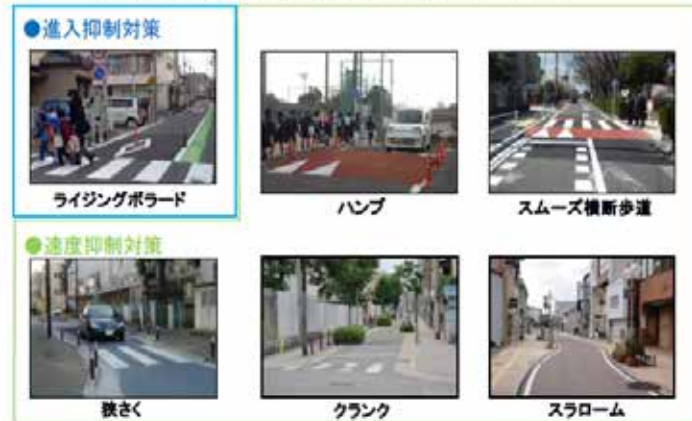 ●進入抑制対策
ライジングボラード
ハンプ
スムーズ横断歩道
●速度抑制対策
狭さく
クランク
スラローム